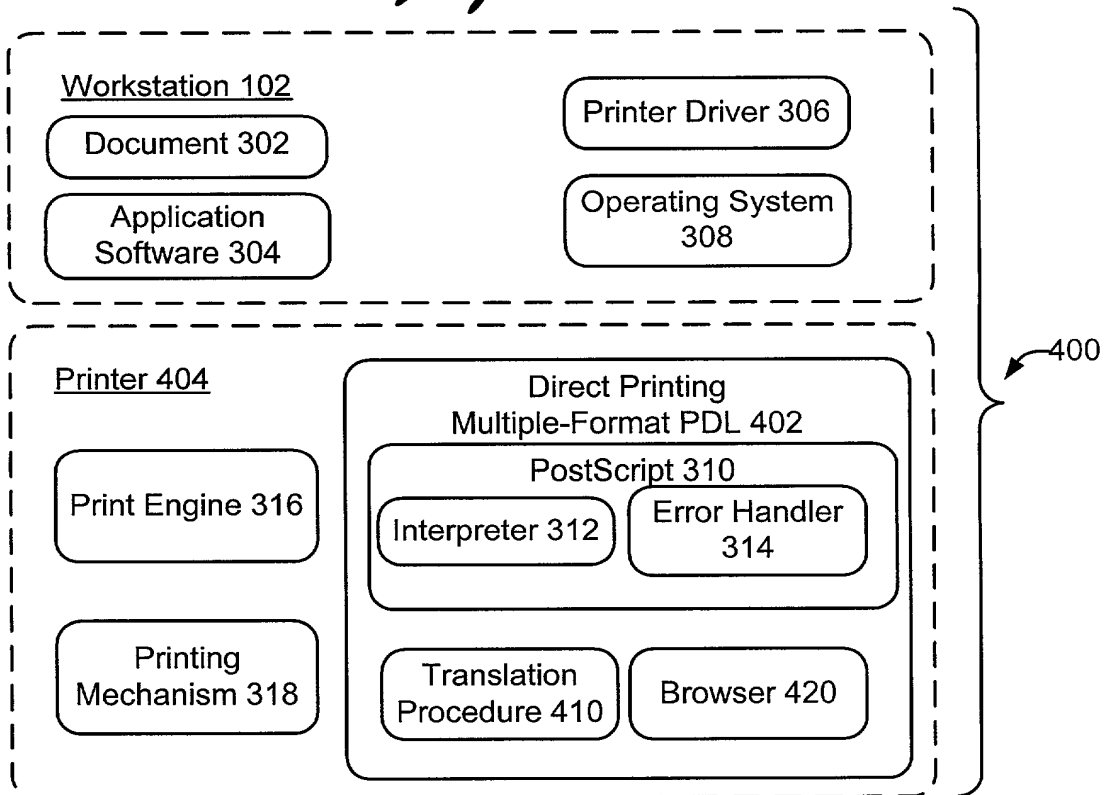 Workstation 102
Document 302
Application
Software 304
Printer Driver 306
Operating System
308
400
Printer 404
Print Engine 316
Printing
Mechanism 318
Direct Printing
Multiple-Format PDL 402
PostScript 310
Interpreter 312
Error Handler
314
Translation
Procedure 410
Browser 420